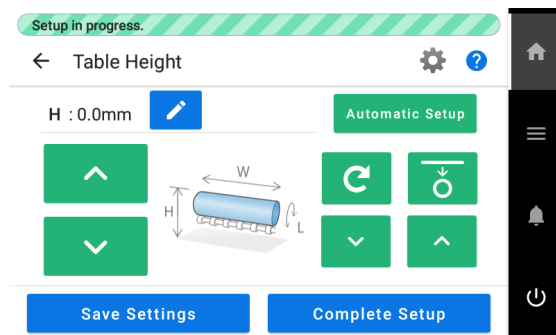 Setup in progress.
Table Height
?
H : 0.0mm
Automatic Setup
W
H
L
Save Settings
Complete Setup